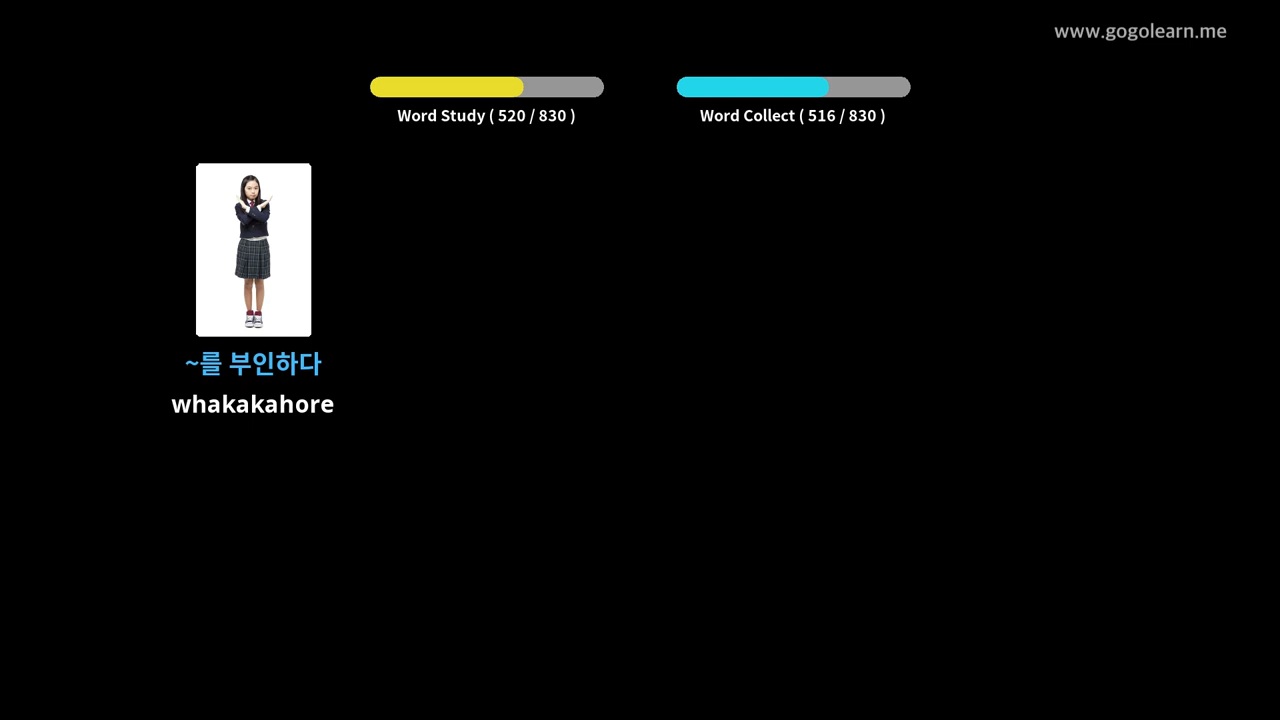 www.gogolearn.me
Word Study ( 520 / 830 )
Word Collect ( 516 / 830 )
~를 부인하다
whakakahore